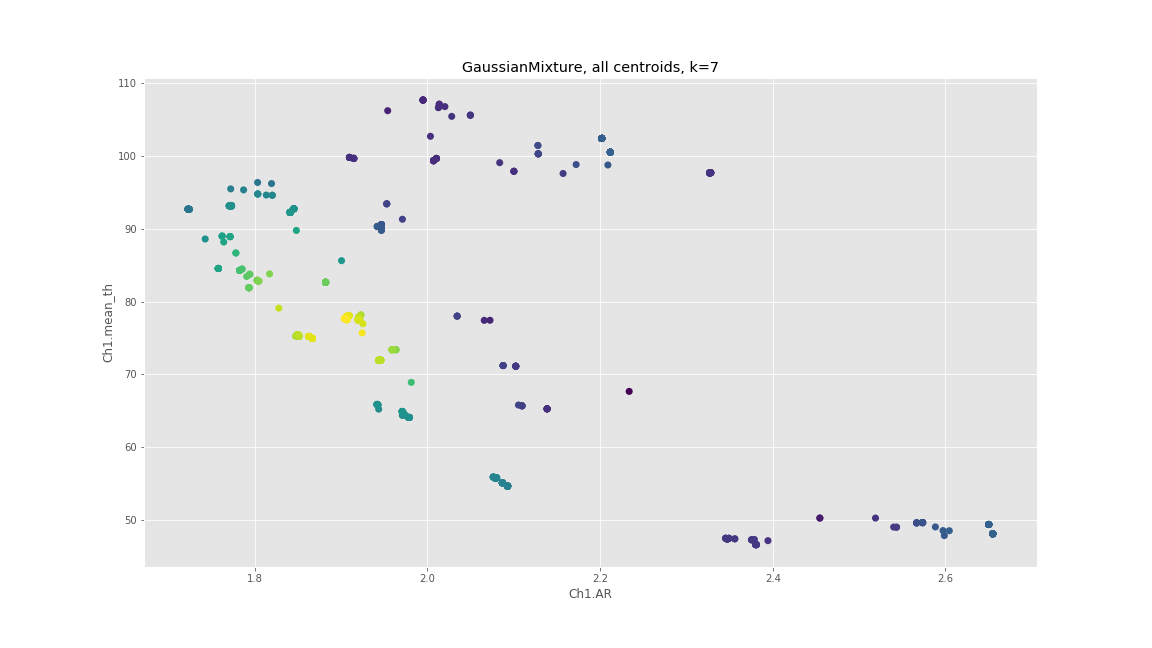 GaussianMixture, all centroids, k=7
110
100
90
80
70
60
50
Ch1.mean_th
1.8 2.0 2.2 2.4 2.6
Ch1.AR